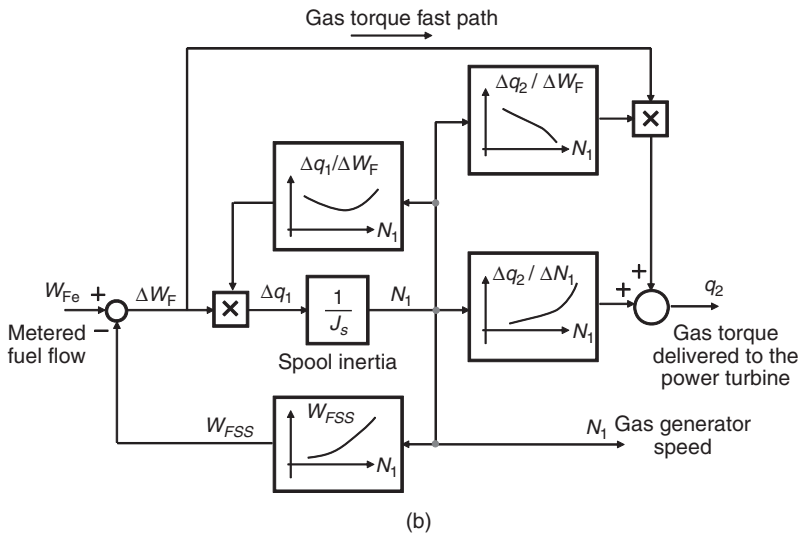 Gas torque fast path
Δq2 / ΔWF
N1
×
Δq1/ΔWF
N1
WFe
+
ΔWF
Metered
fuel flow
−
×
Δq1
1
Js
N1
Spool inertia
Δq2 / ΔN1
N1
+
+
q2
Gas torque
delivered to the
power turbine
WFSS
WFSS
N1
N1
Gas generator
speed
(b)